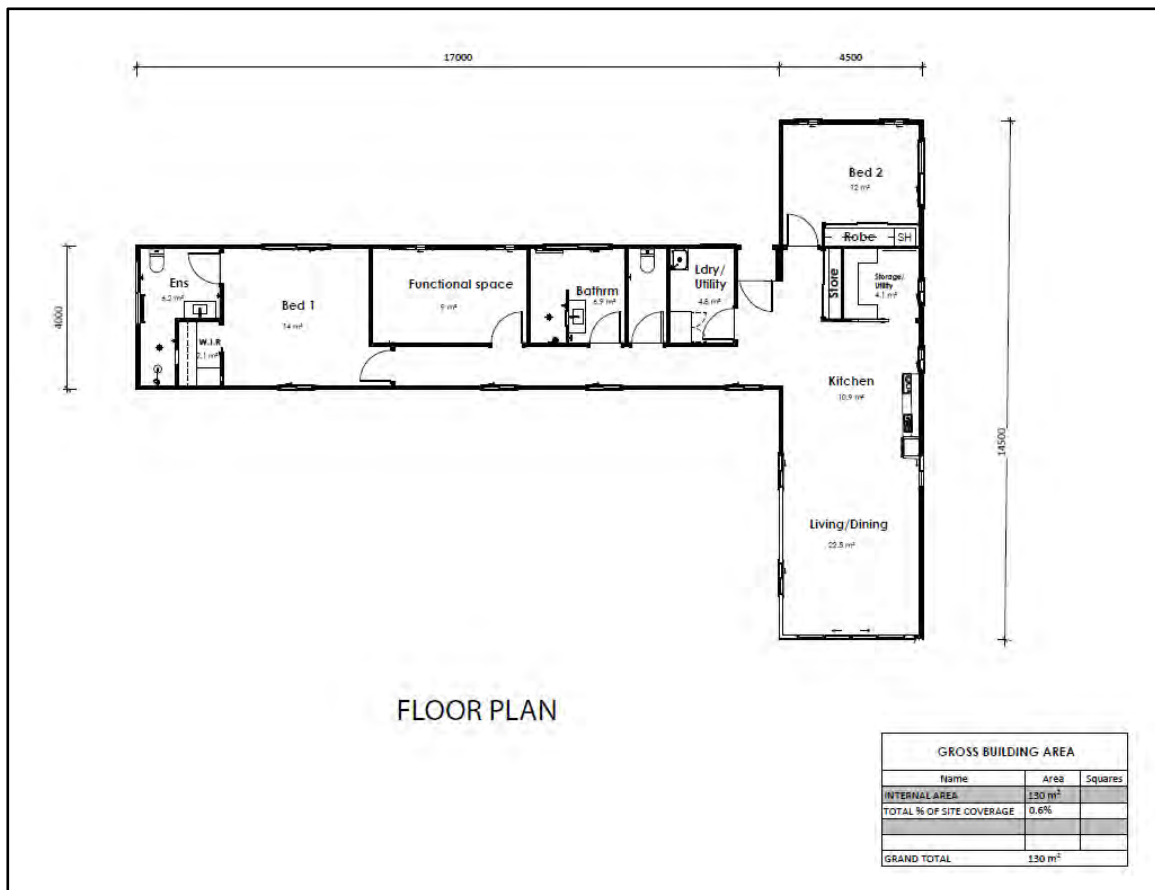 17000
4500
Bed 2
12 m²
Robe
SH
4000
14500
Ens
6.2 m²
Bed 1
14 m²
W.I.R
2.1 m²
Functional space
9 m²
Bathrm
6.9 m²
Ldry/
Utility
4.8 m²
Store
Storage/
Utility
4.1 m²
Kitchen
10.9 m²
Living/Dining
22.5 m²
FLOOR PLAN
GROSS BUILDING AREA
Name Area Squares
INTERNAL AREA 130 m²
TOTAL % OF SITE COVERAGE 0.6%
GRAND TOTAL 130 m²